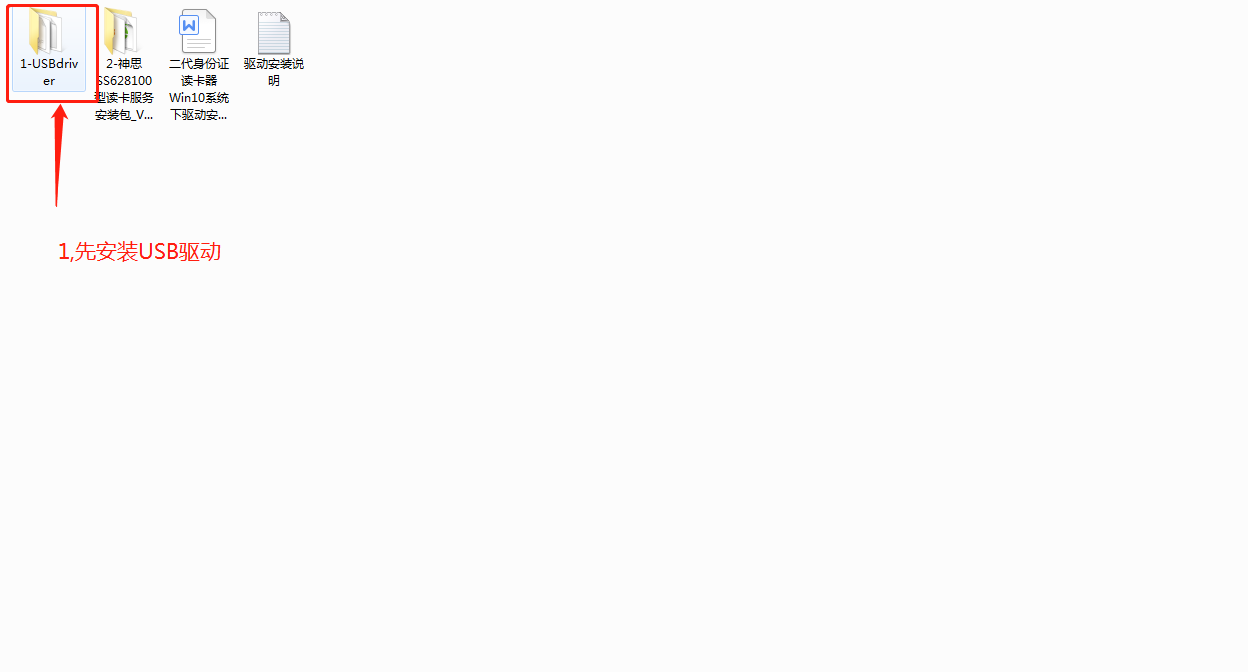 1-USBdriv
er
2-神思
SS628100
型读卡服务
安装包_V...
二代身份证
读卡器
Win10系统
下驱动安...
驱动安装说
明
1,先安装USB驱动